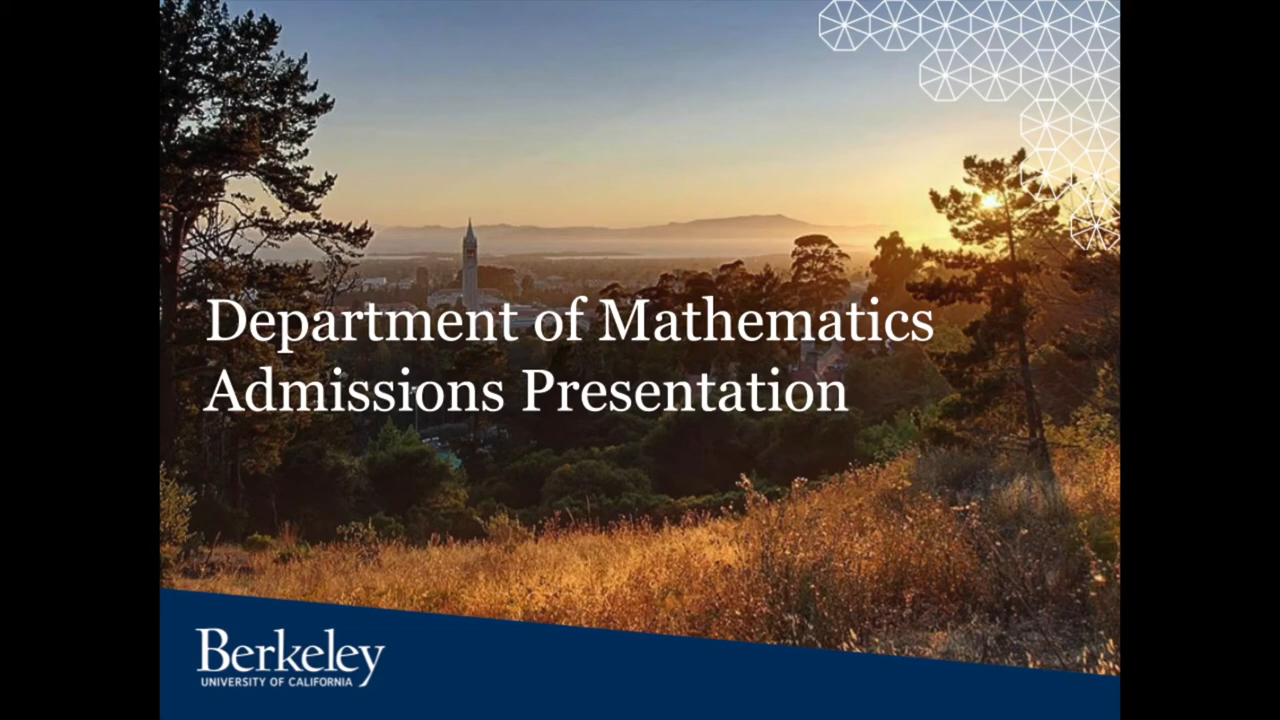 Department of Mathematics
Admissions Presentation
Berkeley
UNIVERSITY OF CALIFORNIA